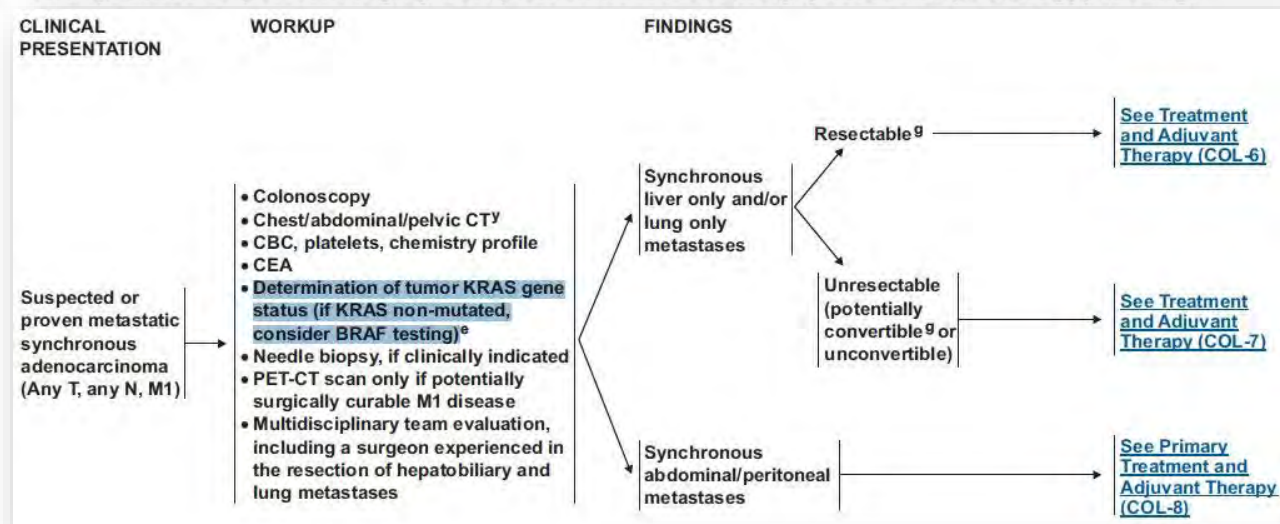 CLINICAL
PRESENTATION
WORKUP
FINDINGS
Suspected or
proven metastatic
synchronous
adenocarcinoma
(Any T, any N, M1)
• Colonoscopy
• Chest/abdominal/pelvic CTʸ
• CBC, platelets, chemistry profile
• CEA
• Determination of tumor KRAS gene
status (if KRAS non-mutated,
consider BRAF testing)ᵉ
• Needle biopsy, if clinically indicated
• PET-CT scan only if potentially
surgically curable M1 disease
• Multidisciplinary team evaluation,
including a surgeon experienced in
the resection of hepatobiliary and
lung metastases
Synchronous
liver only and/or
lung only
metastases
Resectableᵍ
See Treatment
and Adjuvant
Therapy (COL-6)
Unresectable
(potentially
convertibleᵍ or
unconvertible)
See Treatment
and Adjuvant
Therapy (COL-7)
Synchronous
abdominal/peritoneal
metastases
See Primary
Treatment and
Adjuvant Therapy
(COL-8)